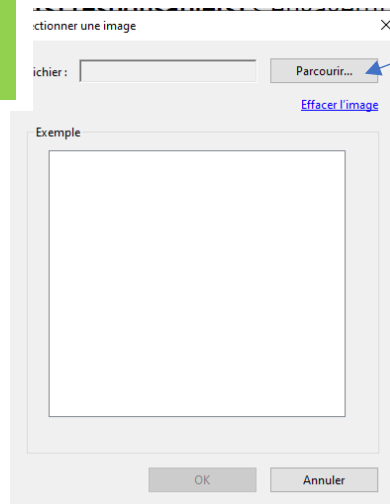 ectionner une image
ichier :
Parcourir...
Effacer l'image
Exemple
OK
Annuler